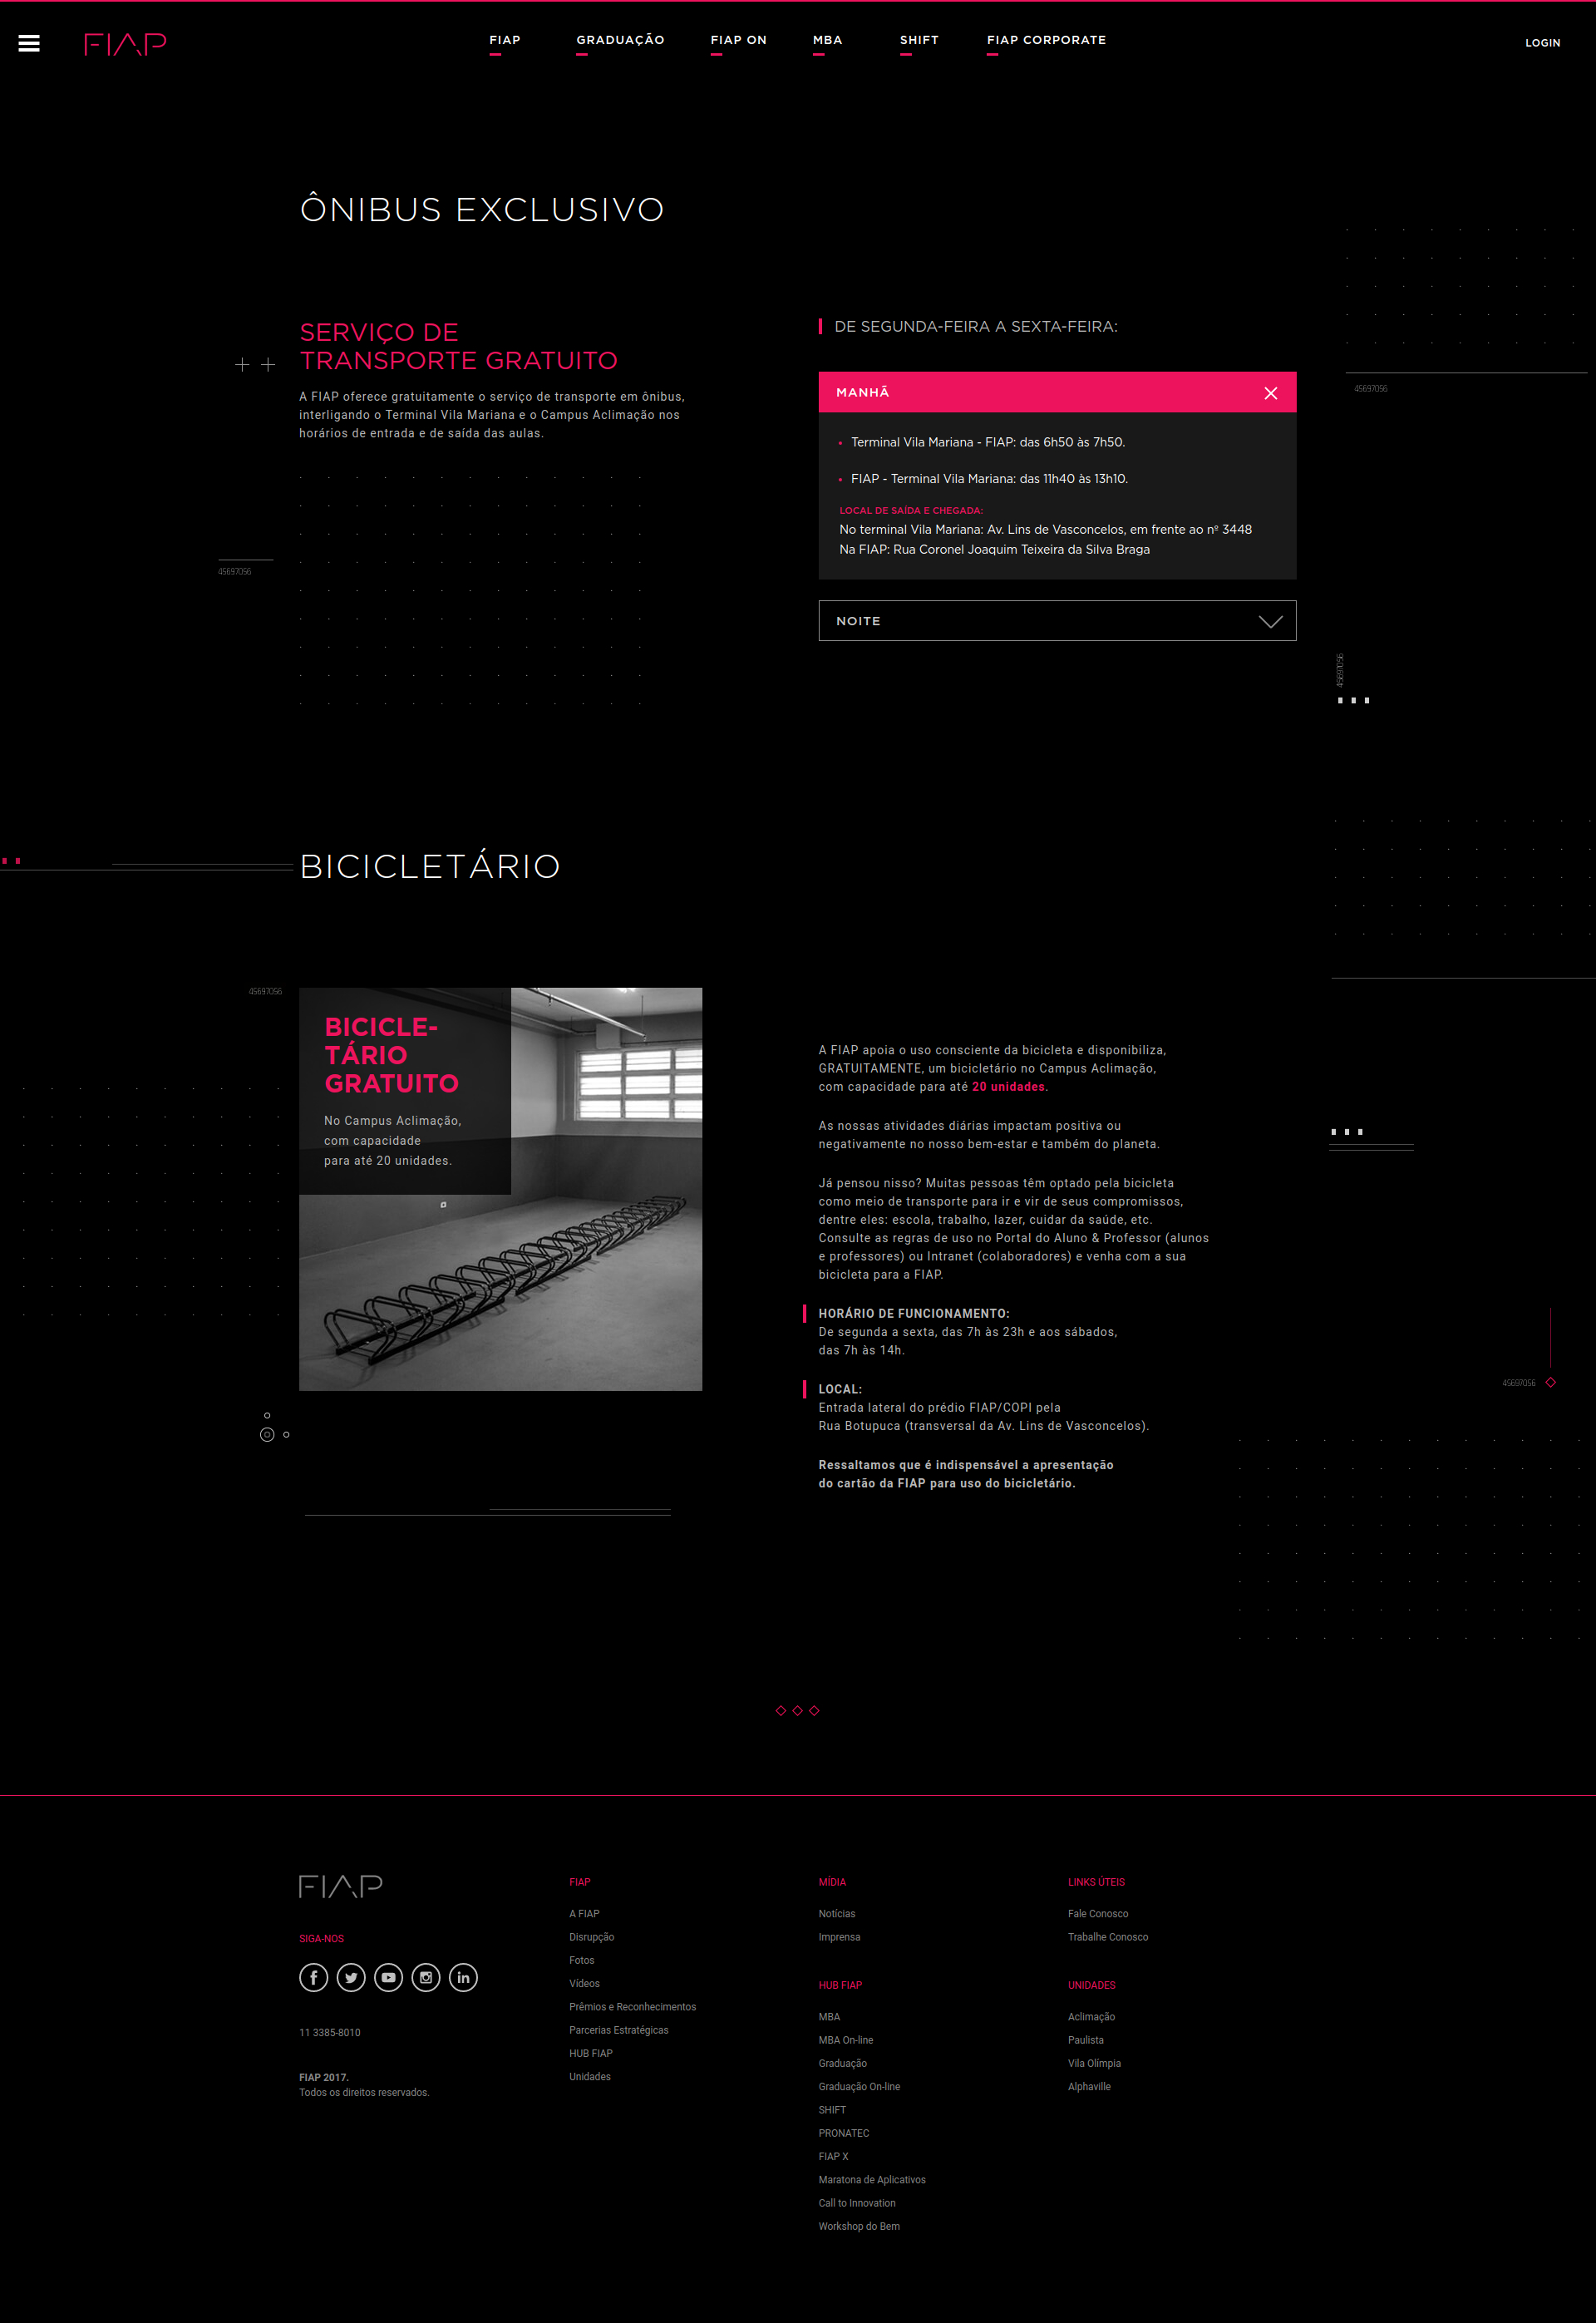 FIAP
FIAP
GRADUAÇÃO
FIAP ON
MBA
SHIFT
FIAP CORPORATE
LOGIN
ÔNIBUS EXCLUSIVO
SERVIÇO DE
TRANSPORTE GRATUITO
A FIAP oferece gratuitamente o serviço de transporte em ônibus,
interligando o Terminal Vila Mariana e o Campus Aclimação nos
horários de entrada e de saída das aulas.
45697056
DE SEGUNDA-FEIRA A SEXTA-FEIRA:
MANHÃ
Terminal Vila Mariana - FIAP: das 6h50 às 7h50.
FIAP - Terminal Vila Mariana: das 11h40 às 13h10.
LOCAL DE SAÍDA E CHEGADA:
No terminal Vila Mariana: Av. Lins de Vasconcelos, em frente ao nº 3448
Na FIAP: Rua Coronel Joaquim Teixeira da Silva Braga
NOITE
45697056
45697056
BICICLETÁRIO
45697056
BICICLE-
TÁRIO
GRATUITO
No Campus Aclimação,
com capacidade
para até 20 unidades.
A FIAP apoia o uso consciente da bicicleta e disponibiliza,
GRATUITAMENTE, um bicicletário no Campus Aclimação,
com capacidade para até 20 unidades.
As nossas atividades diárias impactam positiva ou
negativamente no nosso bem-estar e também do planeta.
Já pensou nisso? Muitas pessoas têm optado pela bicicleta
como meio de transporte para ir e vir de seus compromissos,
dentre eles: escola, trabalho, lazer, cuidar da saúde, etc.
Consulte as regras de uso no Portal do Aluno & Professor (alunos
e professores) ou Intranet (colaboradores) e venha com a sua
bicicleta para a FIAP.
HORÁRIO DE FUNCIONAMENTO:
De segunda a sexta, das 7h às 23h e aos sábados,
das 7h às 14h.
LOCAL:
Entrada lateral do prédio FIAP/COPI pela
Rua Botupuca (transversal da Av. Lins de Vasconcelos).
Ressaltamos que é indispensável a apresentação
do cartão da FIAP para uso do bicicletário.
45697056
FIAP
SIGA-NOS
11 3385-8010
FIAP 2017.
Todos os direitos reservados.
FIAP
A FIAP
Disrupção
Fotos
Vídeos
Prêmios e Reconhecimentos
Parcerias Estratégicas
HUB FIAP
Unidades
MÍDIA
Notícias
Imprensa
HUB FIAP
MBA
MBA On-line
Graduação
Graduação On-line
SHIFT
PRONATEC
FIAP X
Maratona de Aplicativos
Call to Innovation
Workshop do Bem
LINKS ÚTEIS
Fale Conosco
Trabalhe Conosco
UNIDADES
Aclimação
Paulista
Vila Olímpia
Alphaville